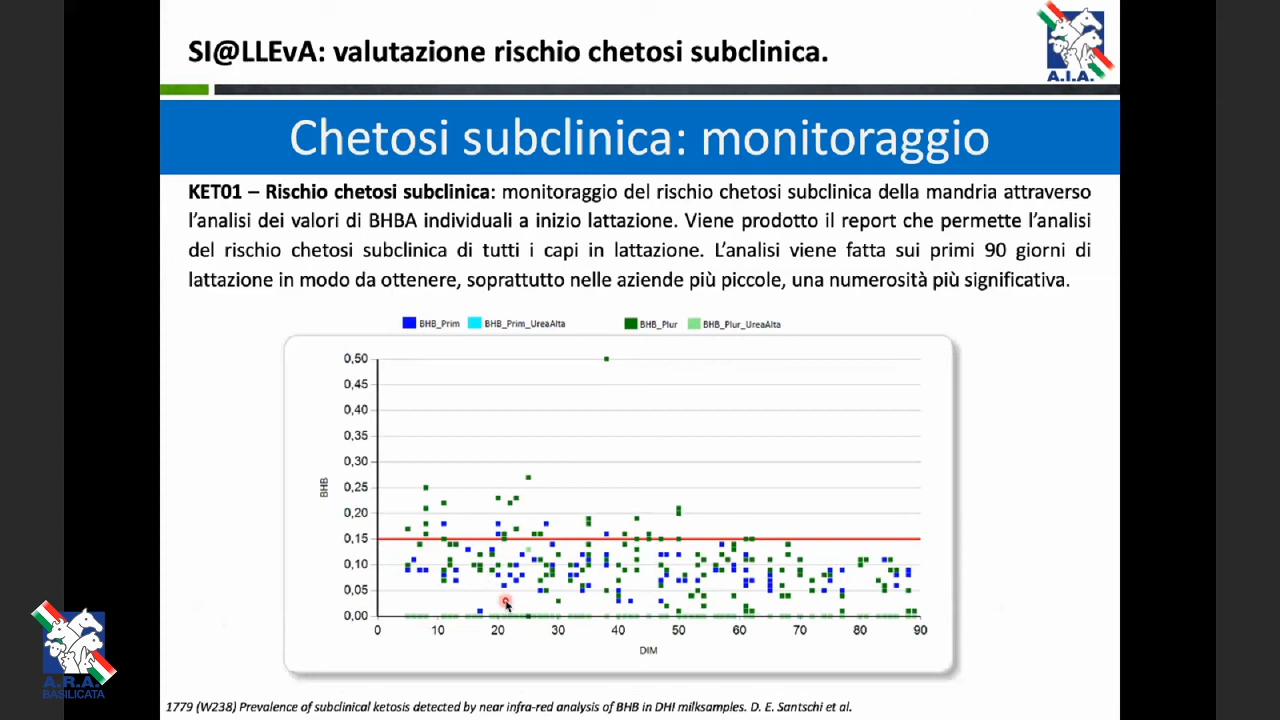 SI@LLEvA: valutazione rischio chetosi subclinica.
A.I.A.
Chetosi subclinica: monitoraggio
KET01 – Rischio chetosi subclinica: monitoraggio del rischio chetosi subclinica della mandria attraverso
l'analisi dei valori di BHBA individuali a inizio lattazione. Viene prodotto il report che permette l'analisi
del rischio chetosi subclinica di tutti i capi in lattazione. L'analisi viene fatta sui primi 90 giorni di
lattazione in modo da ottenere, soprattutto nelle aziende più piccole, una numerosità più significativa.
BHB_Prim BHB_Prim_UreaAlta BHB_Plur BHB_Plur_UreaAlta
0,50
0,45
0,40
0,35
0,30
0,25
0,20
0,15
0,10
0,05
0,00
BHB
0 10 20 30 40 50 60 70 80 90
DIM
A.R.A.
BASILICATA
1779 (W238) Prevalence of subclinical ketosis detected by near infra-red analysis of BHB in DHI milksamples. D. E. Santschi et al.